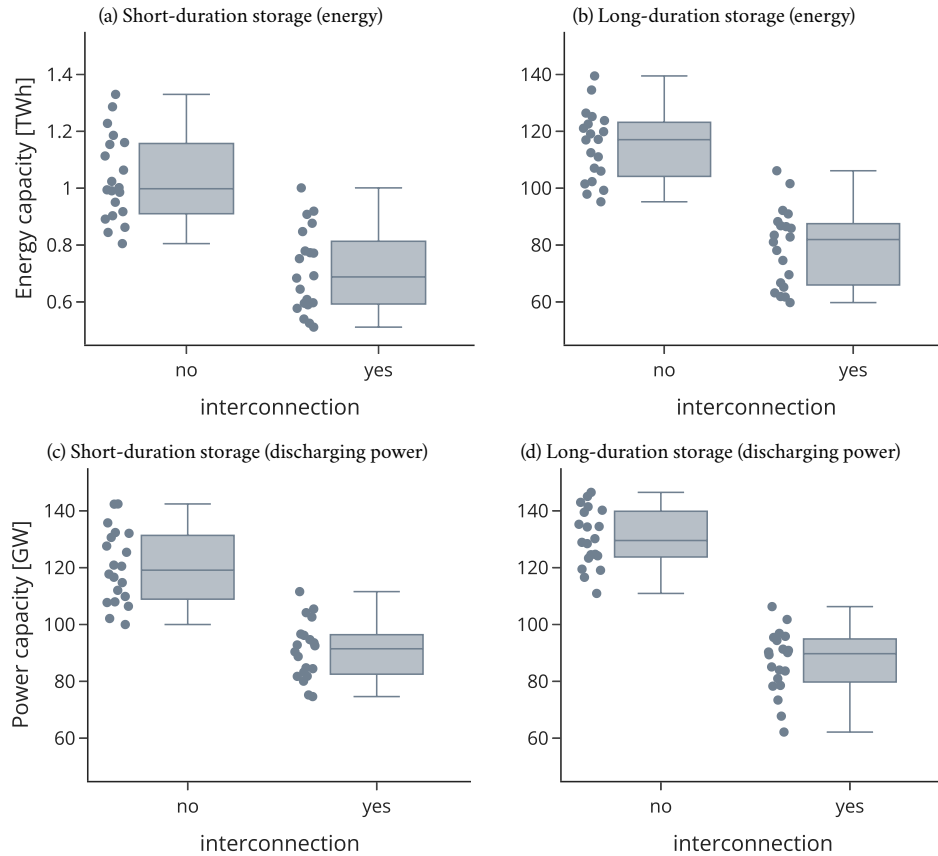 (a) Short-duration storage (energy)
(b) Long-duration storage (energy)
Energy capacity [TWh]
1.4
1.2
1
0.8
0.6
no
yes
interconnection
140
120
100
80
60
no
yes
interconnection
(c) Short-duration storage (discharging power)
(d) Long-duration storage (discharging power)
Power capacity [GW]
140
120
100
80
60
no
yes
interconnection
140
120
100
80
60
no
yes
interconnection